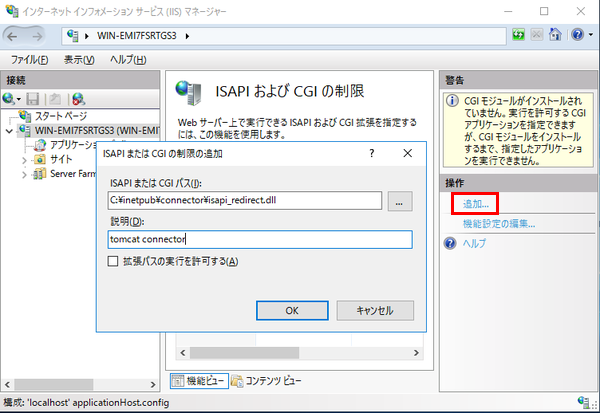 インターネット インフォメーション サービス (IIS) マネージャー
WIN-EMI7FSRTGS3
ファイル(F) 表示(V) ヘルプ(H)
接続
スタート ページ
WIN-EMI7FSRTGS3 (WIN-EMI
アプリケーション
サイト
Server Farm
ISAPI および CGI の制限
Web サーバー上で実行できる ISAPI および CGI 拡張を指定するには、この機能を使用します。
ISAPI または CGI の制限の追加
ISAPI または CGI パス(I):
C:¥inetpub¥connector¥isapi_redirect.dll
...
説明(D):
tomcat connector
拡張パスの実行を許可する(A)
OK
キャンセル
機能ビュー
コンテンツ ビュー
警告
CGI モジュールがインストールされ
ていません。実行を許可する CGI
アプリケーションを指定できます
が、CGI モジュールをインストール
するまで、指定したアプリケーション
を実行できません。
操作
追加...
機能設定の編集...
ヘルプ
構成: 'localhost' applicationHost.config